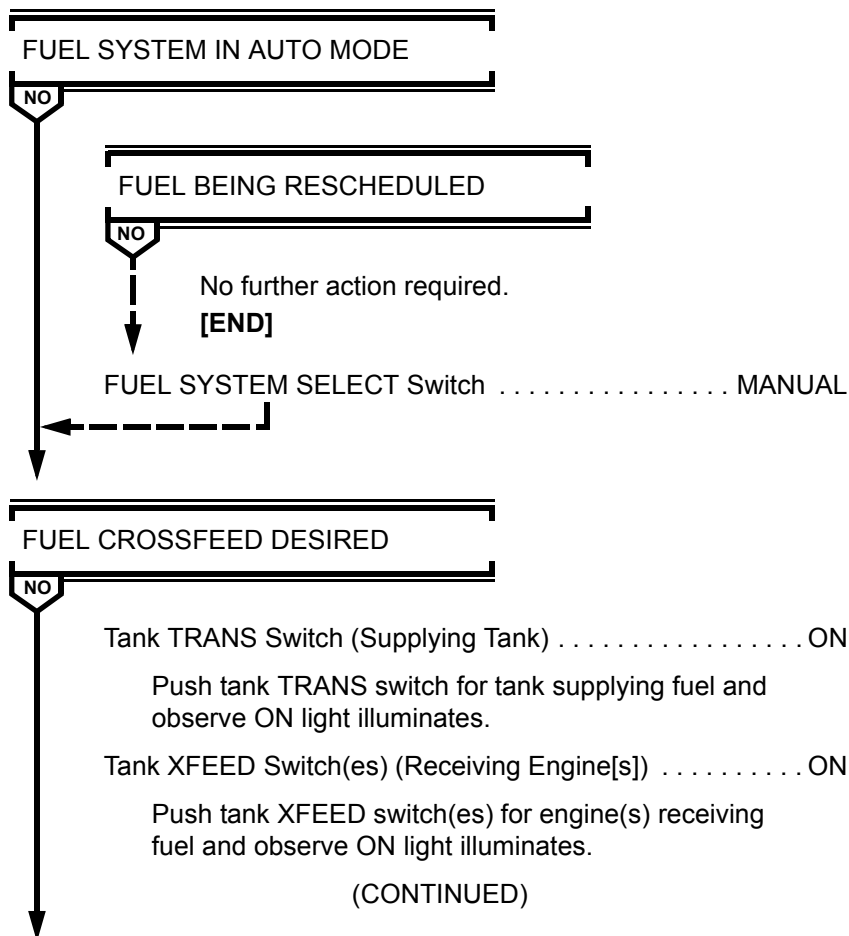 FUEL SYSTEM IN AUTO MODE
NO
FUEL BEING RESCHEDULED
NO
No further action required.
[END]
FUEL SYSTEM SELECT Switch . . . . . . . . . . . . . . . . MANUAL
FUEL CROSSFEED DESIRED
NO
Tank TRANS Switch (Supplying Tank) . . . . . . . . . . . . . . . . . ON
Push tank TRANS switch for tank supplying fuel and
observe ON light illuminates.
Tank XFEED Switch(es) (Receiving Engine[s]) . . . . . . . . . . ON
Push tank XFEED switch(es) for engine(s) receiving
fuel and observe ON light illuminates.
(CONTINUED)